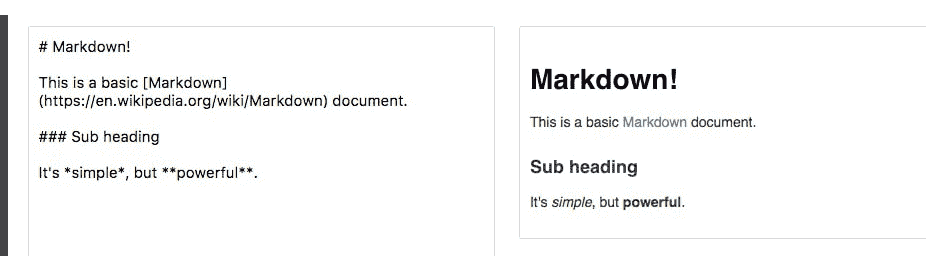 # Markdown!
This is a basic [Markdown]
(https://en.wikipedia.org/wiki/Markdown) document.
### Sub heading
It's *simple*, but **powerful**.
Markdown!
This is a basic Markdown document.
Sub heading
It's simple, but powerful.